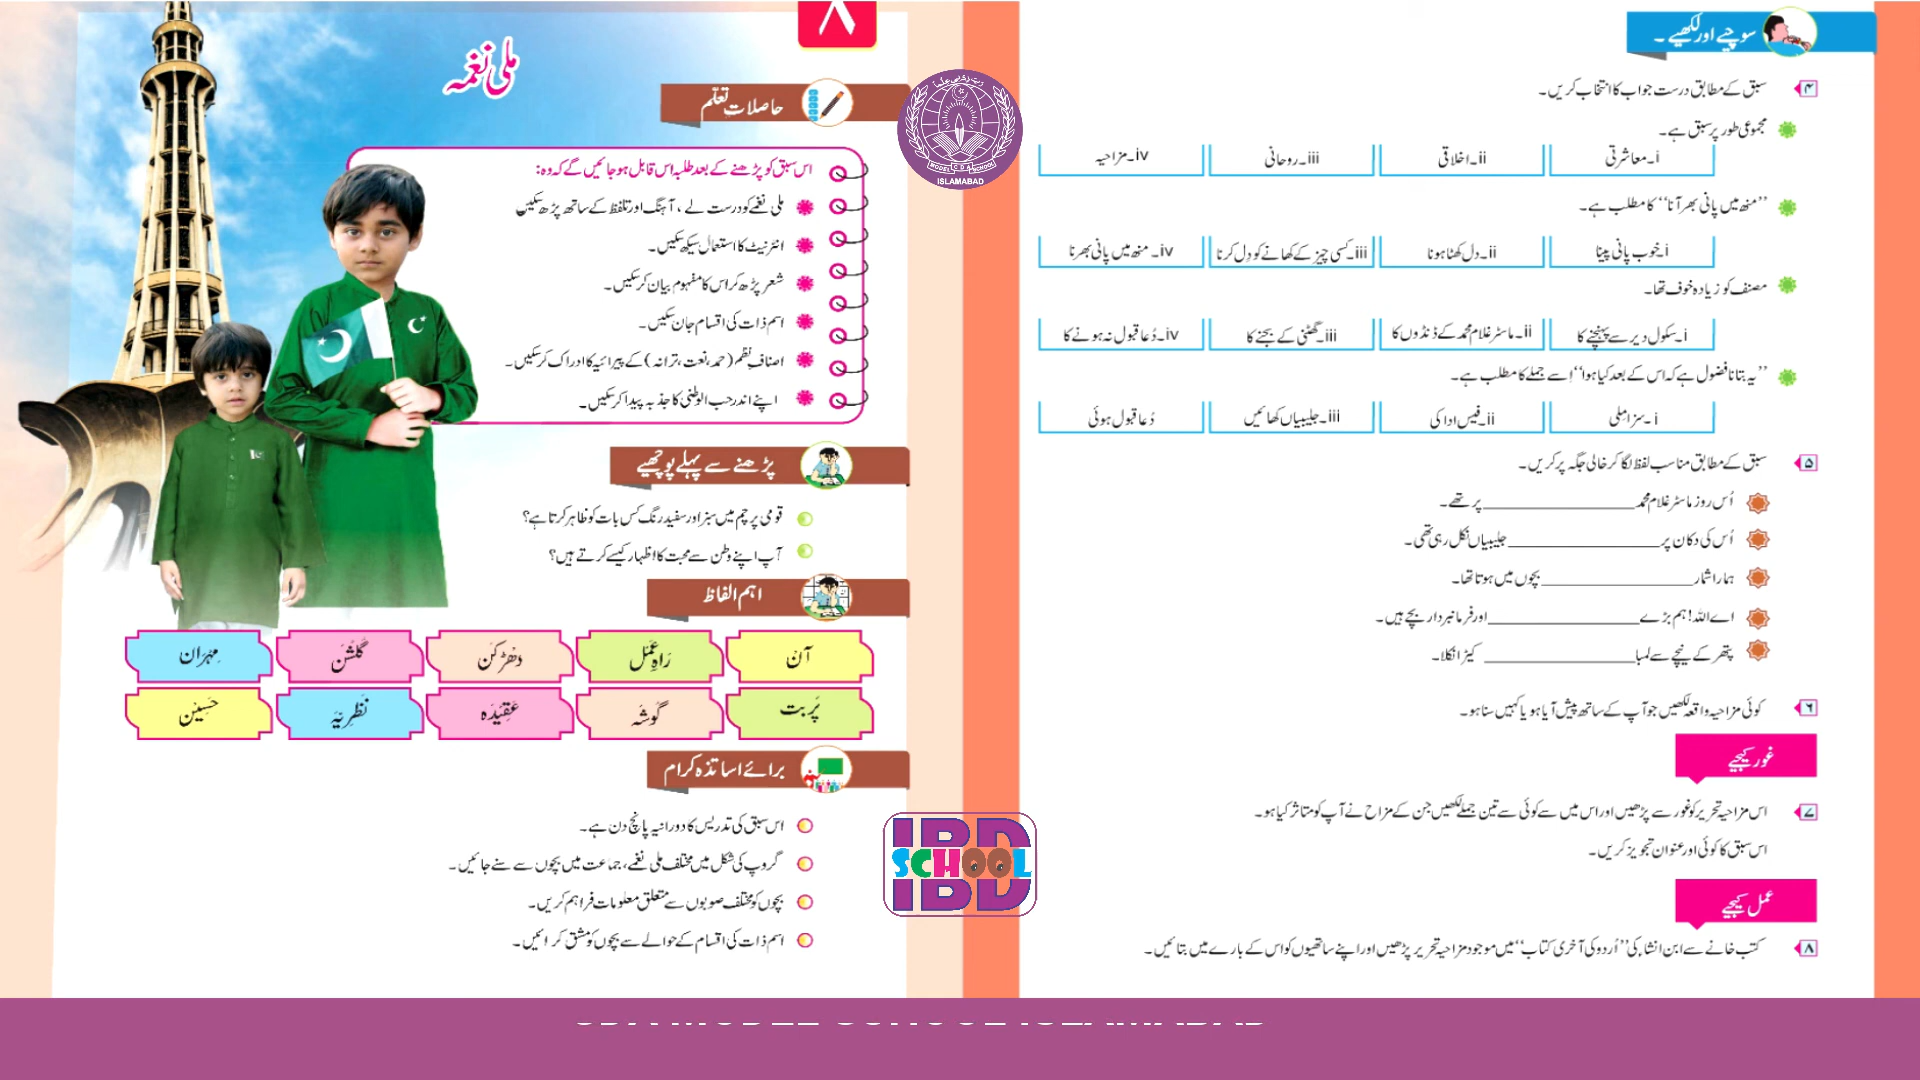 سوچیے اور لکھیے ۔
۴ سبق کے مطابق درست جواب کا انتخاب کریں۔
مجموعی طور پر سبق ہے۔
i۔معاشرتی
ii۔اخلاقی
iii۔روحانی
iv۔مزاحیہ
”منھ میں پانی بھر آنا“ کا مطلب ہے۔
i۔خوب پانی پینا
ii۔دل کھٹا ہونا
iii۔کسی چیز کے کھانے کو دل کرنا
iv۔منھ میں پانی بھرنا
مصنف کو زیادہ خوف تھا۔
i۔سکول دیر سے پہنچنے کا
ii۔ماسٹر غلام محمد کے ڈنڈوں کا
iii۔گھنٹی کے بجنے کا
iv۔دُعا قبول نہ ہونے کا
”یہ بتانا فضول ہے کہ اس کے بعد کیا ہوا“ اِسے جملے کا مطلب ہے۔
i۔سزا ملی
ii۔فیس ادا کی
iii۔جلیبیاں کھائیں
دُعا قبول ہوئی
۵ سبق کے مطابق مناسب لفظ لگا کر خالی جگہ پر کریں۔
اُس روز ماسٹر غلام محمد ________________ پر تھے۔
اُس کی دکان پر ________________ جلیبیاں نکل رہی تھی۔
ہمارا شمار ________________ بچوں میں ہوتا تھا۔
اے اللہ! ہم بڑے ________________ اور فرمانبردار بچے ہیں۔
پتھر کے نیچے سے لمبا ________________ کیڑا نکلا۔
۶ کوئی مزاحیہ واقعہ لکھیں جو آپ کے ساتھ پیش آیا ہو یا کہیں سنا ہو۔
غور کیجیے
۷ اس مزاحیہ تحریر کو غور سے پڑھیں اور اس میں سے کوئی سے تین جملے لکھیں جن کے مزاح نے آپ کو متاثر کیا ہو۔
اس سبق کا کوئی اور عنوان تجویز کریں۔
عمل کیجیے
۸ کتب خانے سے ابن انشاء کی ”اُردو کی آخری کتاب“ میں موجود مزاحیہ تحریر پڑھیں اور اپنے ساتھیوں کو اس کے بارے میں بتائیں۔
۸
ملی نغمہ
حاصلاتِ تعلّم
اس سبق کو پڑھنے کے بعد طلبہ اس قابل ہو جائیں گے کہ وہ:
ملی نغمے کو درست لے ، آہنگ اور تلفظ کے ساتھ پڑھ سکیں
انٹرنیٹ کا استعمال سیکھ سکیں۔
شعر پڑھ کر اس کا مفہوم بیان کر سکیں۔
اسم ذات کی اقسام جان سکیں۔
اصنافِ نظم (حمد، نعت، ترانہ) کے پیرائیہ کا ادراک کر سکیں۔
اپنے اندر حب الوطنی کا جذبہ پیدا کر سکیں۔
پڑھنے سے پہلے پوچھیے
قومی پرچم میں سبز اور سفید رنگ کس بات کو ظاہر کرتا ہے؟
آپ اپنے وطن سے محبت کا اظہار کیسے کرتے ہیں؟
اہم الفاظ
آن
راہِ عمل
دھڑکن
گلشن
مہران
پربت
گوشہ
عقیدہ
نظریہ
حسین
برائے اساتذہ کرام
اس سبق کی تدریس کا دورانیہ پانچ دن ہے۔
گروپ کی شکل میں مختلف ملی نغمے، جماعت میں بچوں سے سنے جائیں۔
بچوں کو مختلف صوبوں سے متعلق معلومات فراہم کریں۔
اسم ذات کی اقسام کے حوالے سے بچوں کو مشق کرائیں۔
MODEL SCHOOL
ISLAMABAD
IBD
SCHOOL
IBD